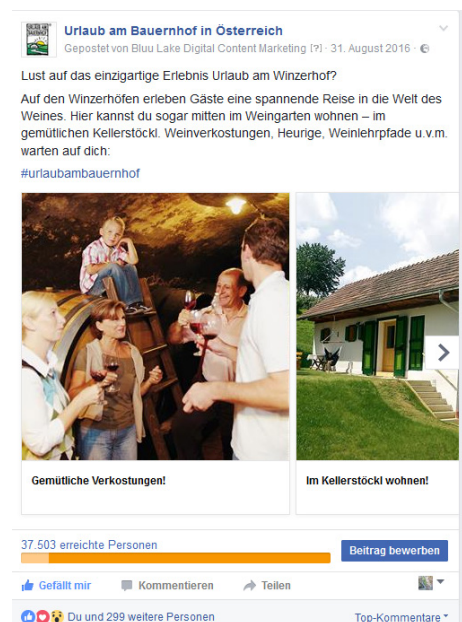 URLAUB AM
BAUERNHOF
Urlaub am Bauernhof in Österreich
Gepostet von Bluu Lake Digital Content Marketing [?] · 31. August 2016 ·
Lust auf das einzigartige Erlebnis Urlaub am Winzerhof?
Auf den Winzerhöfen erleben Gäste eine spannende Reise in die Welt des
Weines. Hier kannst du sogar mitten im Weingarten wohnen – im
gemütlichen Kellerstöckl. Weinverkostungen, Heurige, Weinlehrpfade u.v.m.
warten auf dich:
#urlaubambauernhof
Gemütliche Verkostungen!
Im Kellerstöckl wohnen!
37.503 erreichte Personen
Beitrag bewerben
Gefällt mir
Kommentieren
Teilen
Du und 299 weitere Personen
Top-Kommentare